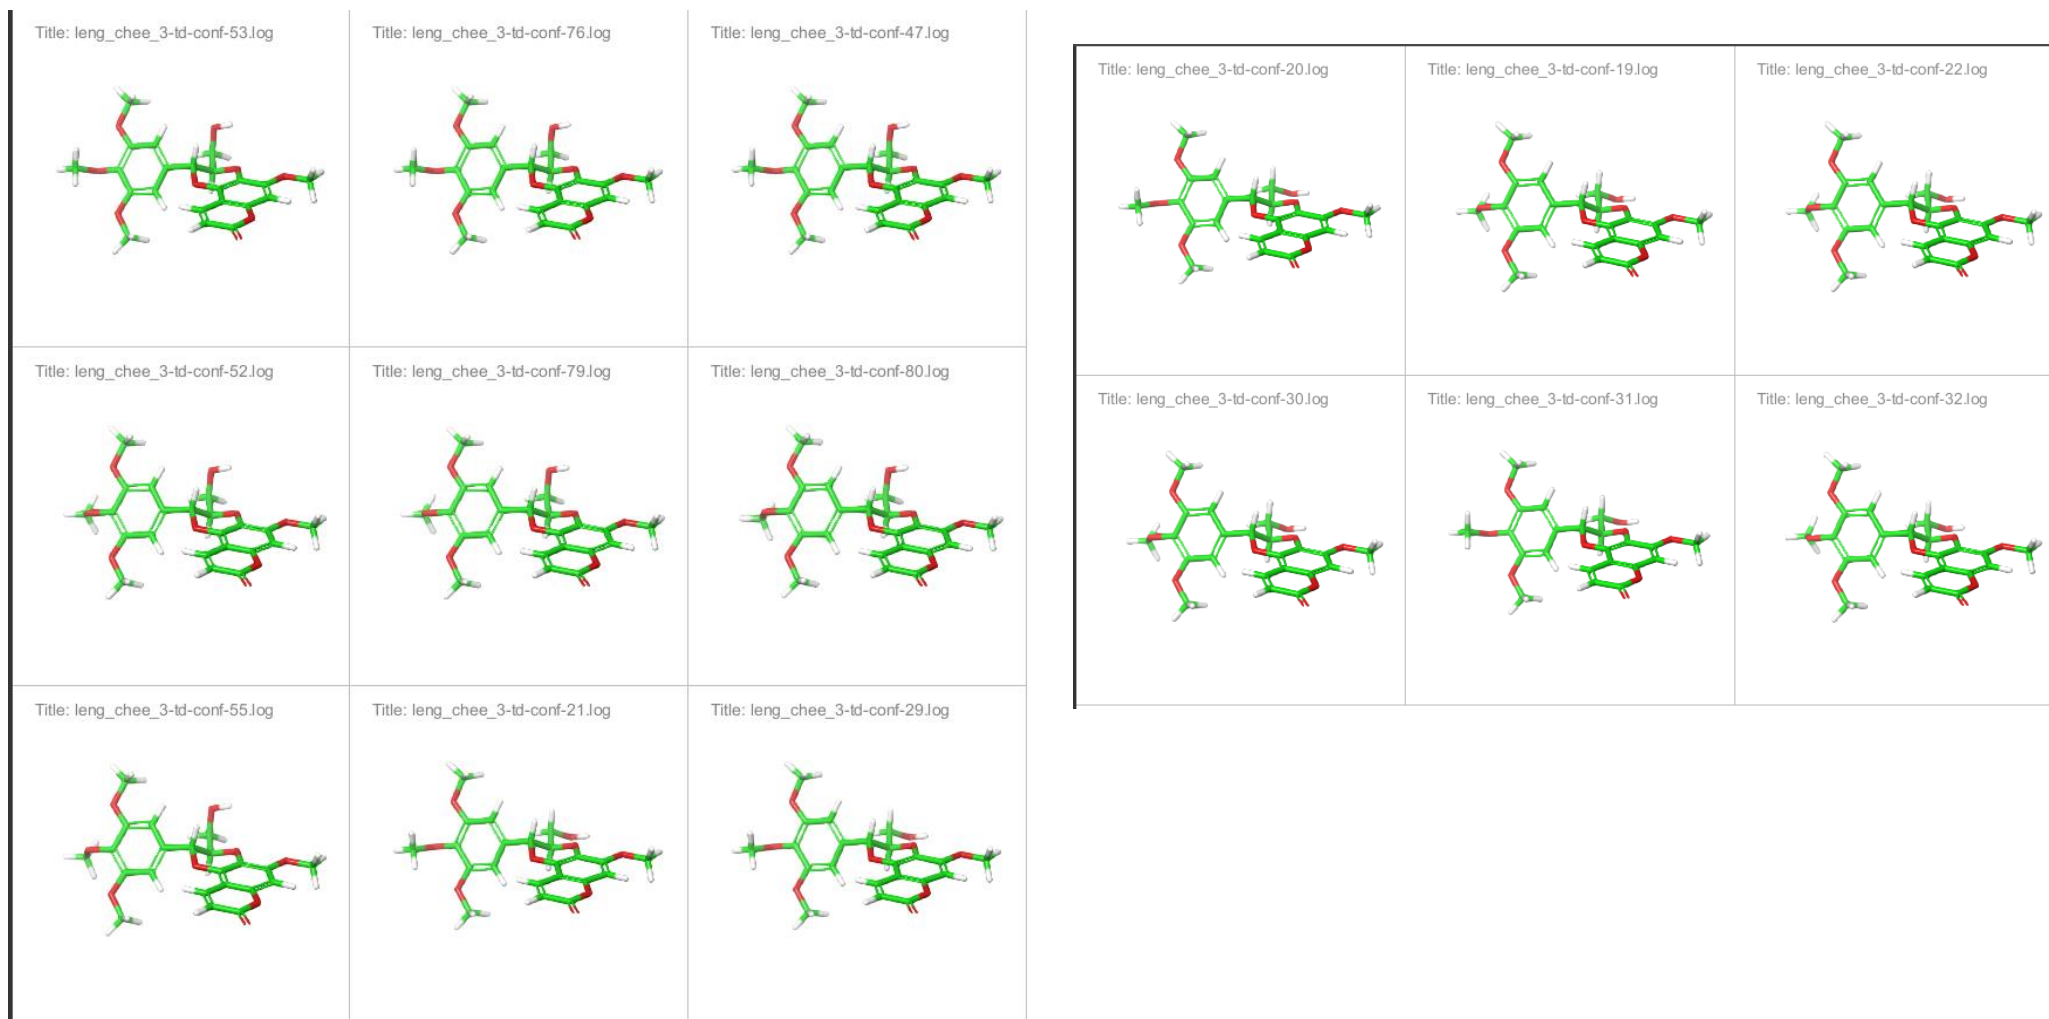 Title: leng_chee_3-td-conf-53.log
Title: leng_chee_3-td-conf-76.log
Title: leng_chee_3-td-conf-47.log
Title: leng_chee_3-td-conf-52.log
Title: leng_chee_3-td-conf-79.log
Title: leng_chee_3-td-conf-80.log
Title: leng_chee_3-td-conf-55.log
Title: leng_chee_3-td-conf-21.log
Title: leng_chee_3-td-conf-29.log
Title: leng_chee_3-td-conf-20.log
Title: leng_chee_3-td-conf-19.log
Title: leng_chee_3-td-conf-22.log
Title: leng_chee_3-td-conf-30.log
Title: leng_chee_3-td-conf-31.log
Title: leng_chee_3-td-conf-32.log